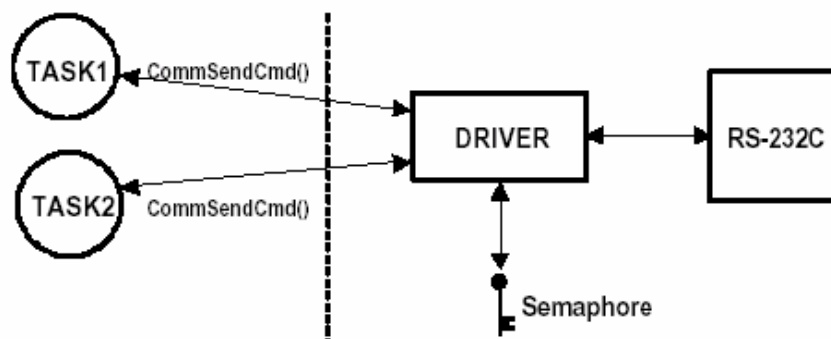 TASK1
CommSendCmd()
DRIVER
RS-232C
TASK2
CommSendCmd()
Semaphore